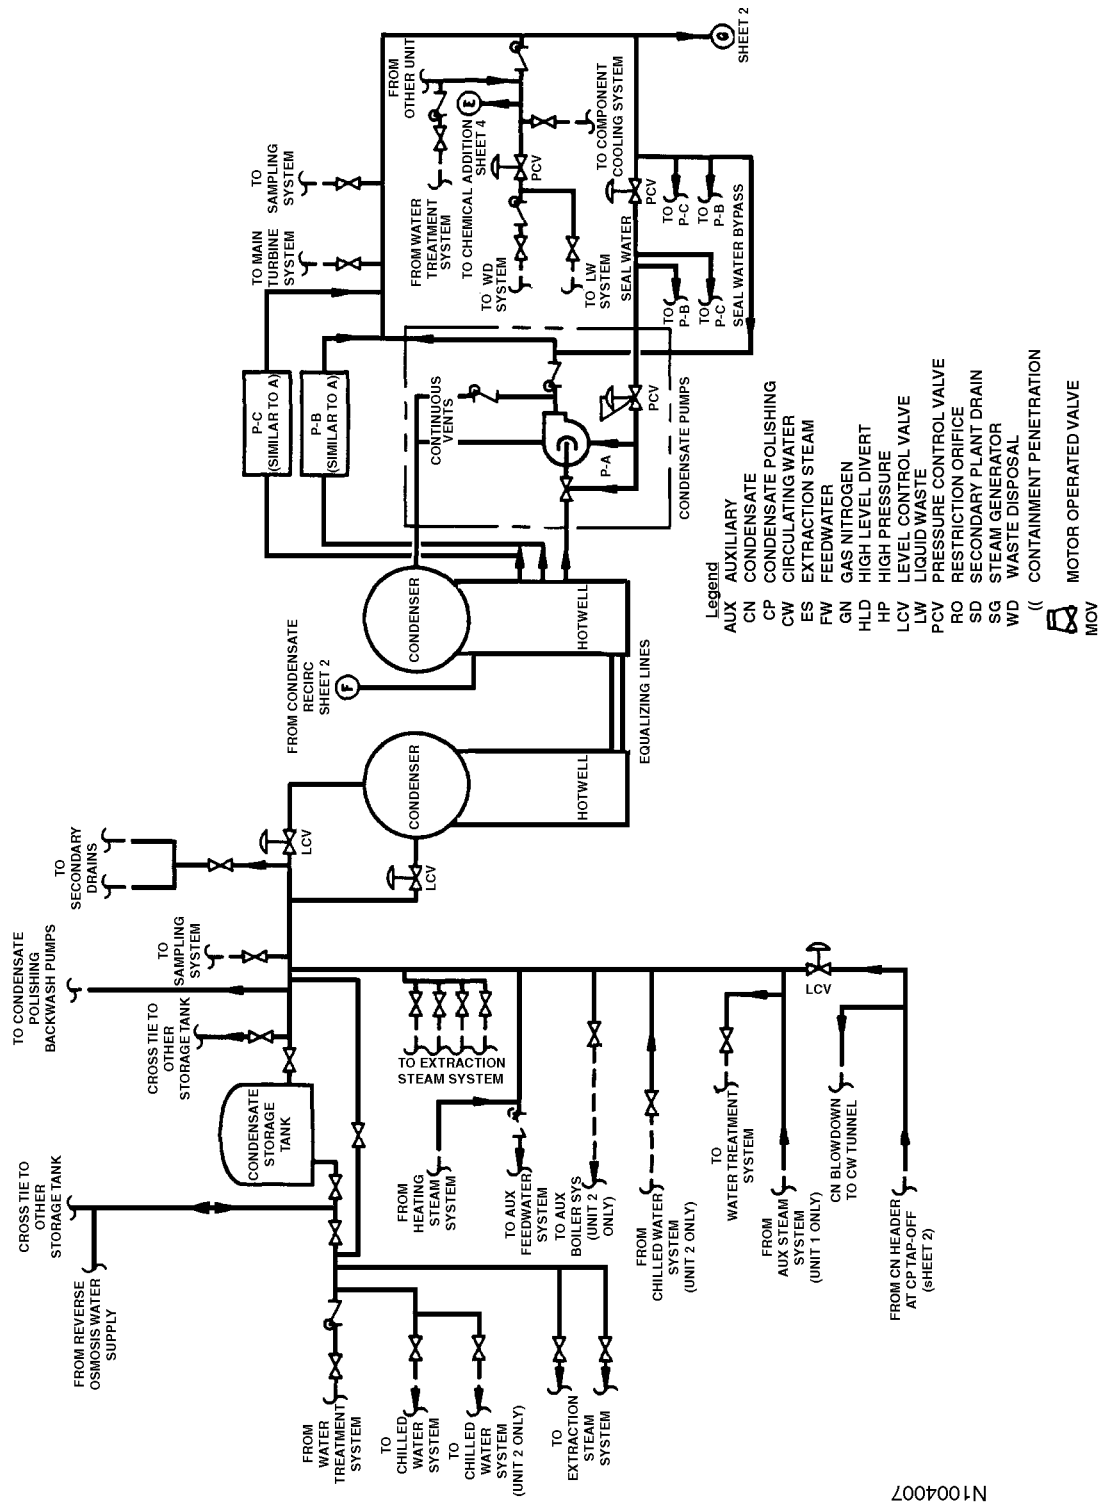 TO
SAMPLING
SYSTEM
TO MAIN
TURBINE
SYSTEM
FROM
OTHER UNIT
FROM WATER
TREATMENT
SYSTEM
TO CHEMICAL ADDITION
SHEET 4
E
PCV
TO WD
SYSTEM
TO LW
SYSTEM
TO COMPONENT
COOLING SYSTEM
SEAL WATER
PCV
TO
P-C
TO
P-B
TO
P-B
TO
P-C
SEAL WATER BYPASS
G
SHEET 2
P-C
(SIMILAR TO A)
P-B
(SIMILAR TO A)
CONTINUOUS
VENTS
P-A
PCV
CONDENSATE PUMPS
FROM CONDENSATE
RECIRC
SHEET 2
F
CONDENSER
HOTWELL
CONDENSER
HOTWELL
EQUALIZING LINES
Legend
AUX AUXILIARY
CN CONDENSATE
CP CONDENSATE POLISHING
CW CIRCULATING WATER
ES EXTRACTION STEAM
FW FEEDWATER
GN GAS NITROGEN
HLD HIGH LEVEL DIVERT
HP HIGH PRESSURE
LCV LEVEL CONTROL VALVE
LW LIQUID WASTE
PCV PRESSURE CONTROL VALVE
RO RESTRICTION ORIFICE
SD SECONDARY PLANT DRAIN
SG STEAM GENERATOR
WD WASTE DISPOSAL
(( CONTAINMENT PENETRATION
MOV MOTOR OPERATED VALVE
TO
SECONDARY
DRAINS
LCV
LCV
TO
SAMPLING
SYSTEM
TO CONDENSATE
POLISHING
BACKWASH PUMPS
CROSS TIE TO
OTHER
STORAGE TANK
CONDENSATE
STORAGE
TANK
CROSS TIE TO
OTHER
STORAGE TANK
FROM REVERSE
OSMOSIS WATER
SUPPLY
TO EXTRACTION
STEAM SYSTEM
FROM
HEATING
STEAM
SYSTEM
TO AUX
FEEDWATER
SYSTEM
TO AUX
BOILER SYS
(UNIT 2
ONLY)
FROM
CHILLED WATER
SYSTEM
(UNIT 2 ONLY)
TO
WATER TREATMENT
SYSTEM
FROM
AUX STEAM
SYSTEM
(UNIT 1 ONLY)
LCV
CN BLOWDOWN
TO CW TUNNEL
FROM CN HEADER
AT CP TAP-OFF
(sHEET 2)
FROM
WATER
TREATMENT
SYSTEM
TO
CHILLED
WATER
SYSTEM
TO
CHILLED
WATER
SYSTEM
(UNIT 2 ONLY)
TO
EXTRACTION
STEAM
SYSTEM
N1004007